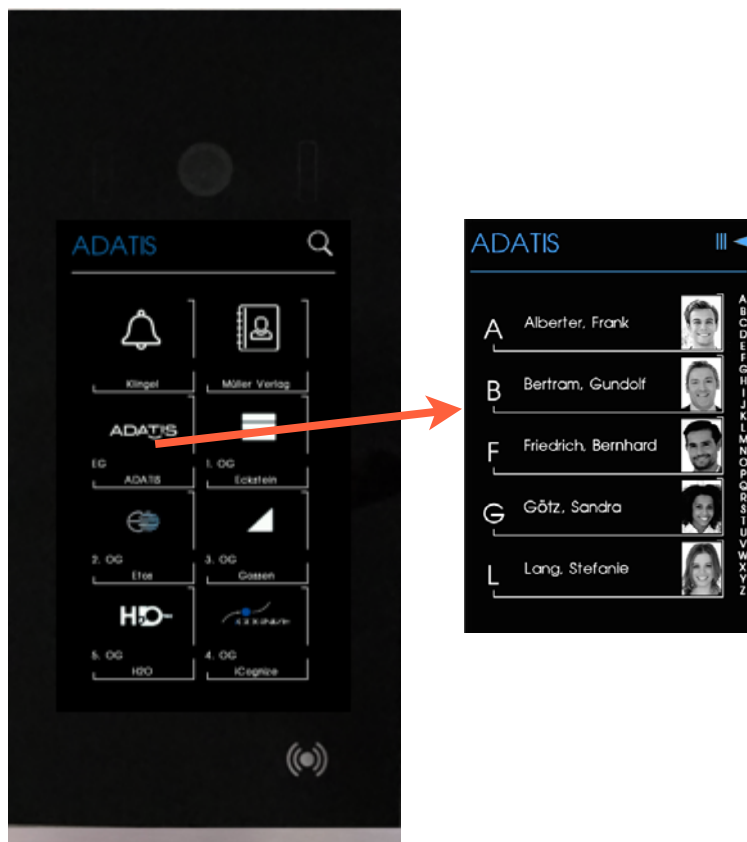 ADATIS
Klingel
Müller Verlag
ADATIS
EG
ADATIS
1. OG
Eckstein
2. OG
Etos
3. OG
Gossen
H2O
5. OG
H2O
4. OG
iCognize
ADATIS
A Alberter, Frank
B Bertram, Gundolf
F Friedrich, Bernhard
G Götz, Sandra
L Lang, Stefanie
A
B
C
D
E
F
G
H
I
J
K
L
M
N
O
P
Q
R
S
T
U
V
W
X
Y
Z